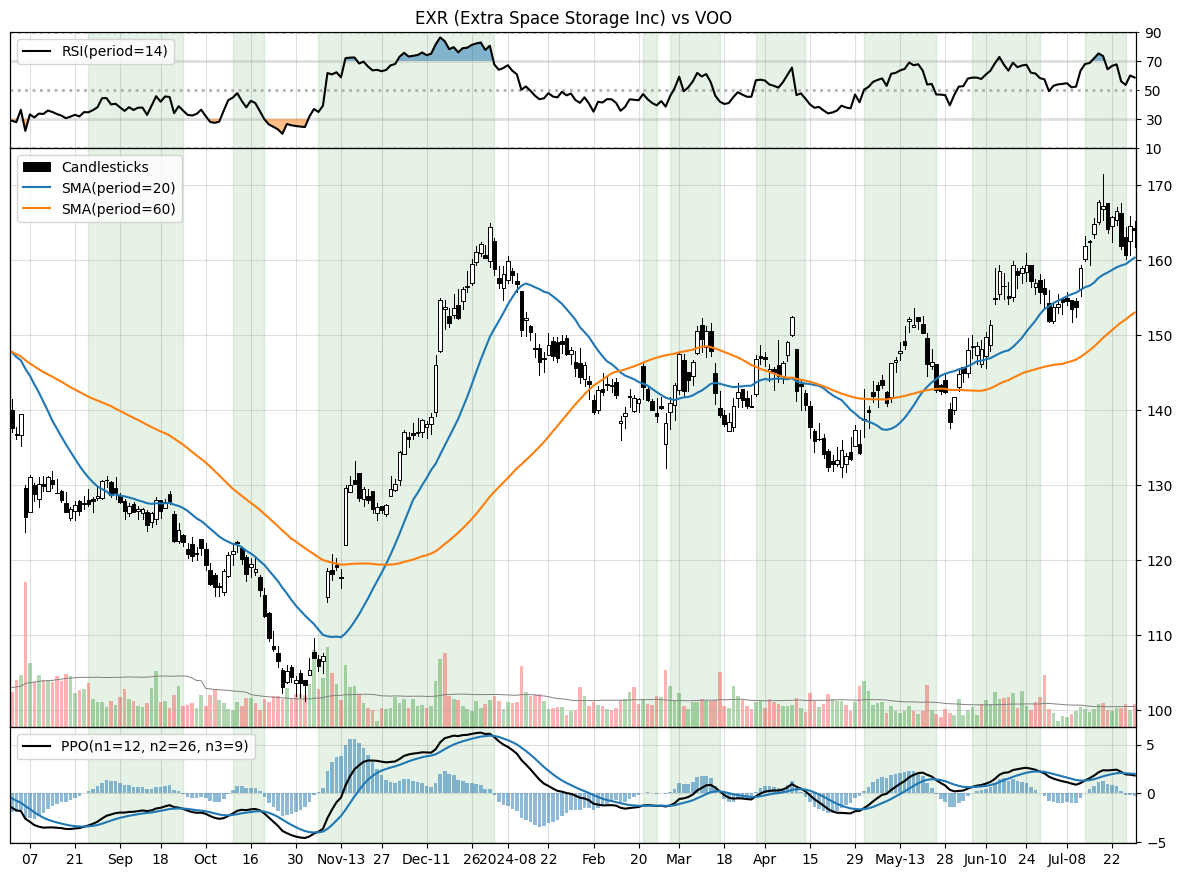 EXR (Extra Space Storage Inc) vs VOO
RSI(period=14)
90
70
50
30
10
Candlesticks
SMA(period=20)
SMA(period=60)
170
160
150
140
130
120
110
100
PPO(n1=12, n2=26, n3=9)
5
0
−5
07 21 Sep 18 Oct 16 30 Nov-13 27 Dec-11 26 2024-08 22 Feb 20 Mar 18 Apr 15 29 May-13 28 Jun-10 24 Jul-08 22